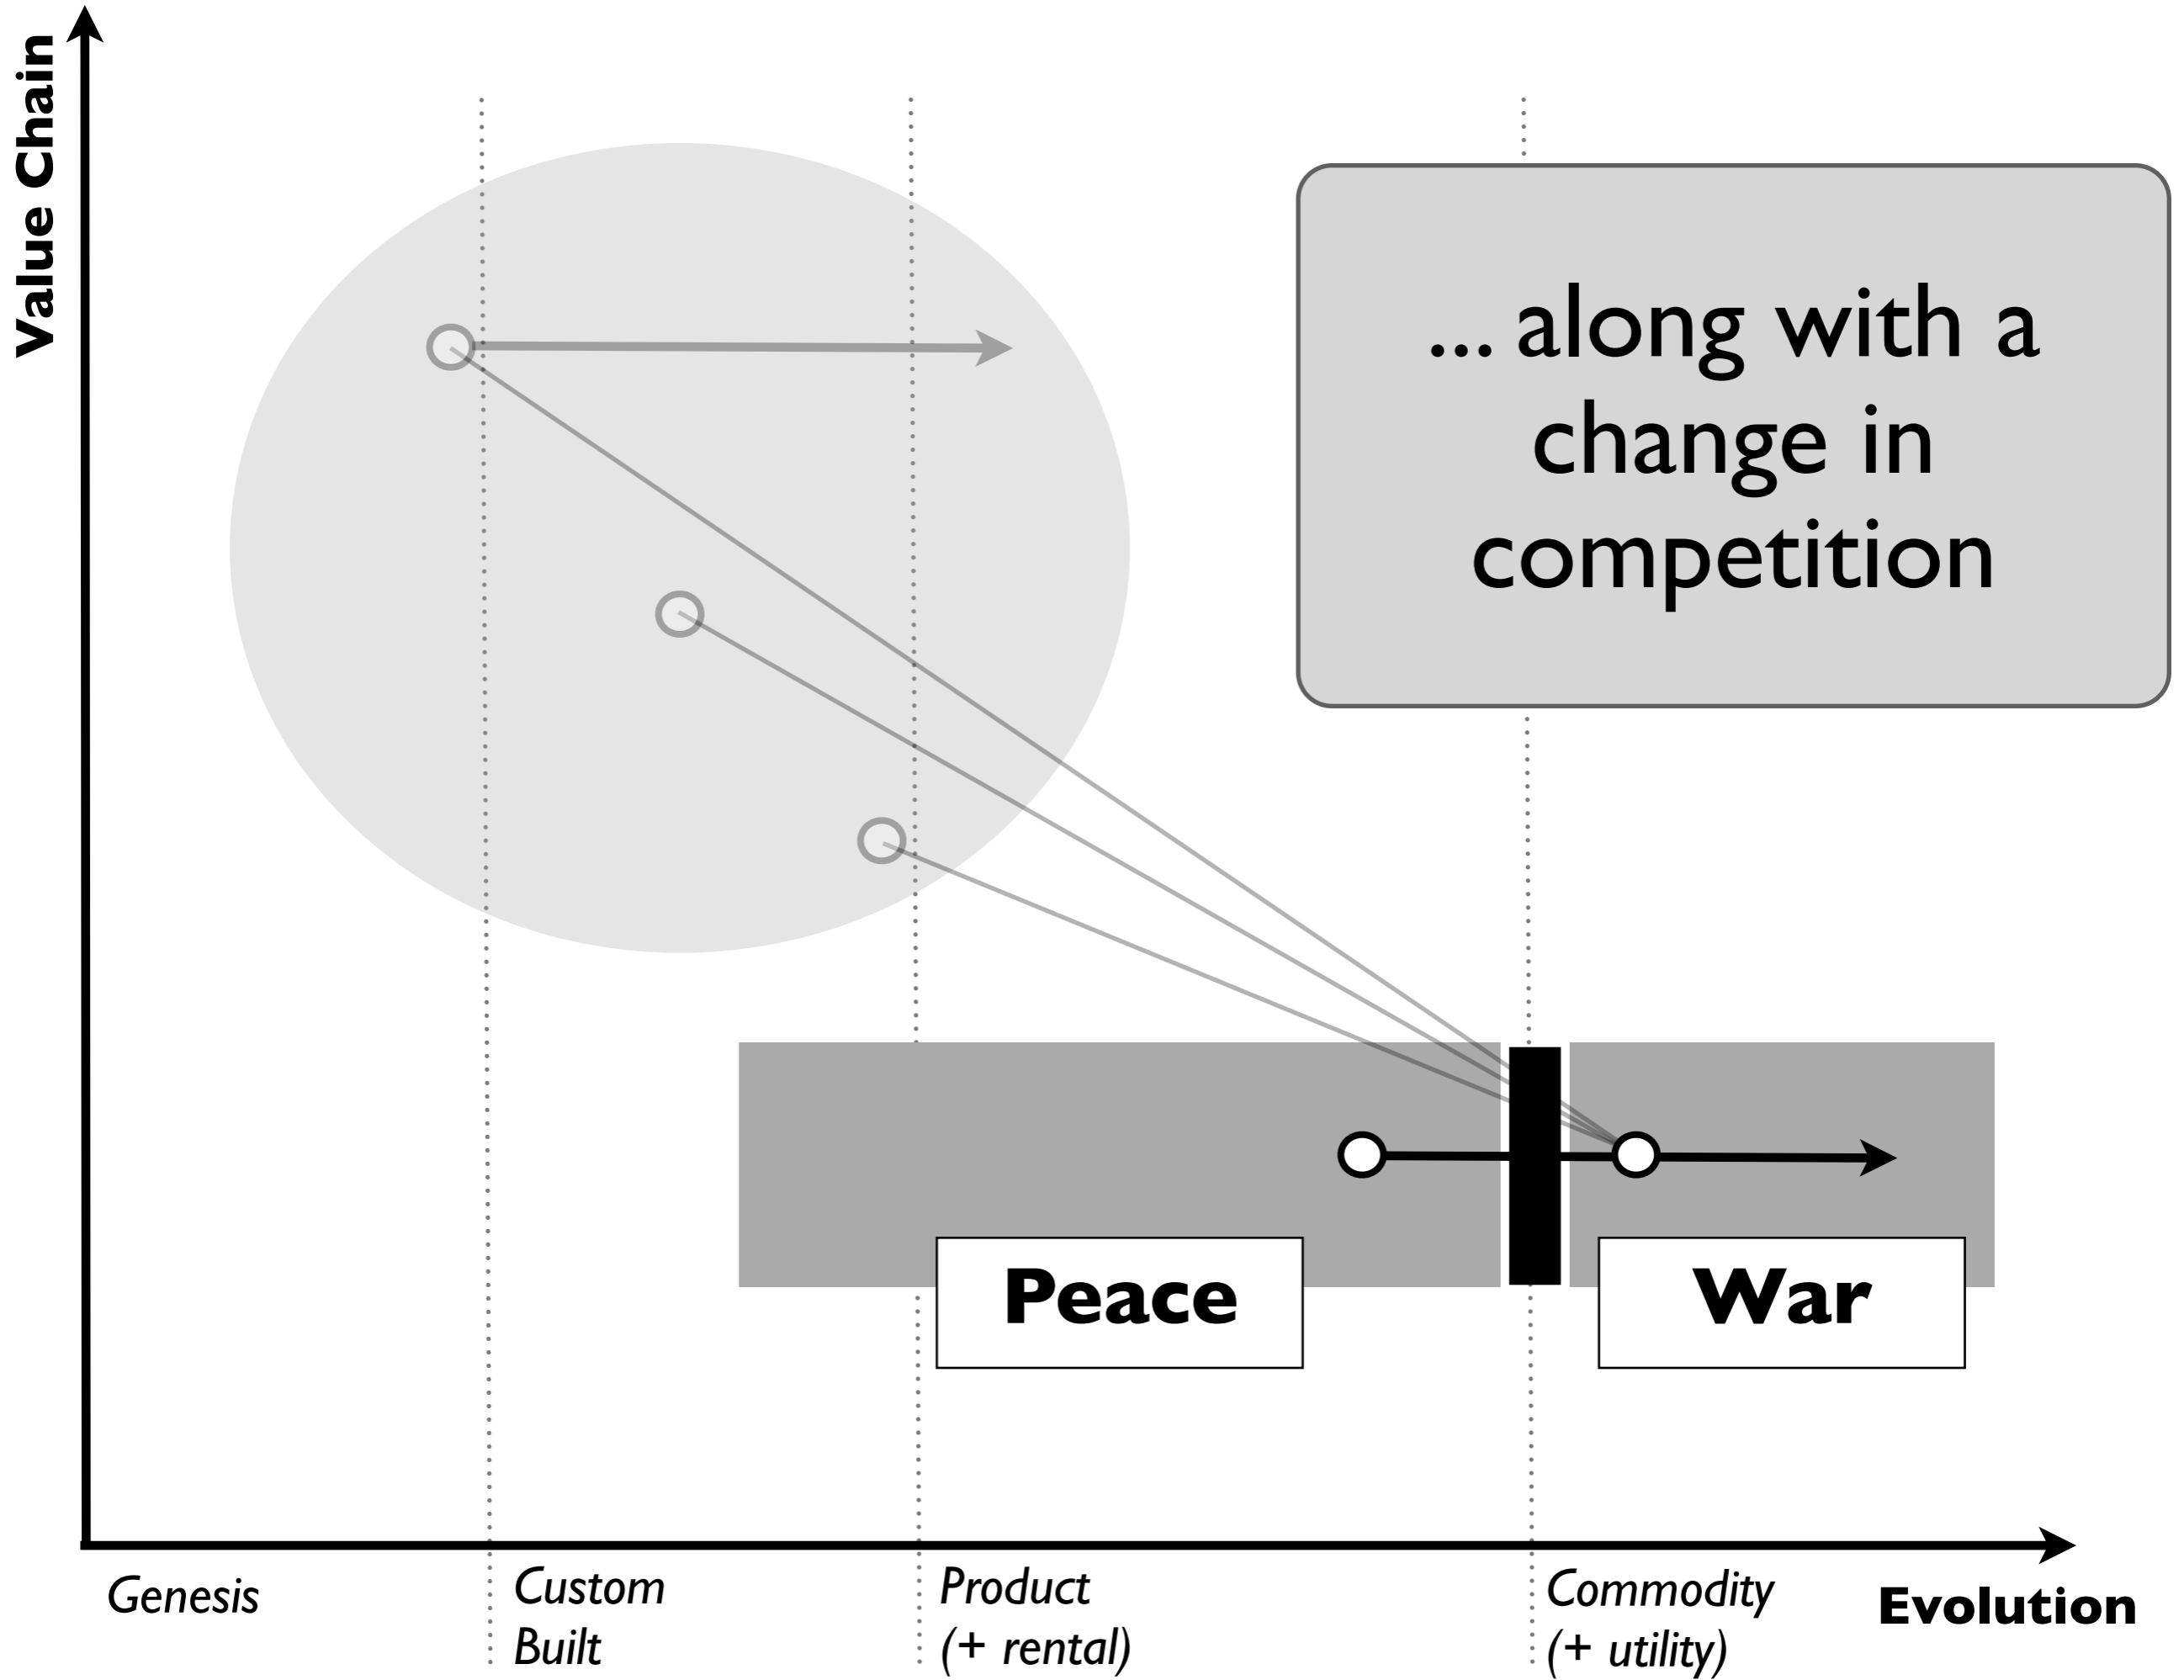 Value Chain
... along with a
change in
competition
Peace
War
Genesis
Custom
Built
Product
(+ rental)
Commodity
(+ utility)
Evolution